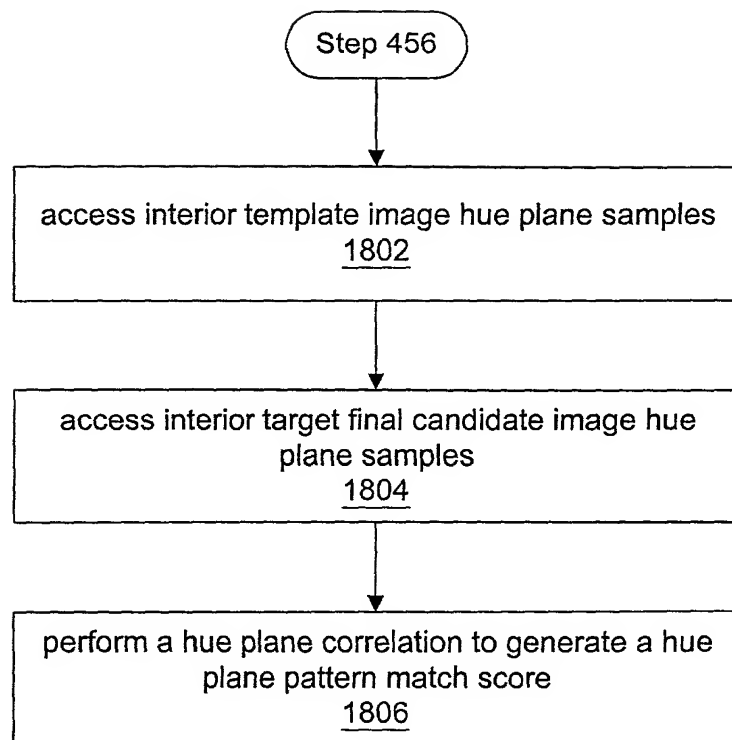 Step 456
access interior template image hue plane samples
1802
access interior target final candidate image hue
plane samples
1804
perform a hue plane correlation to generate a hue
plane pattern match score
1806